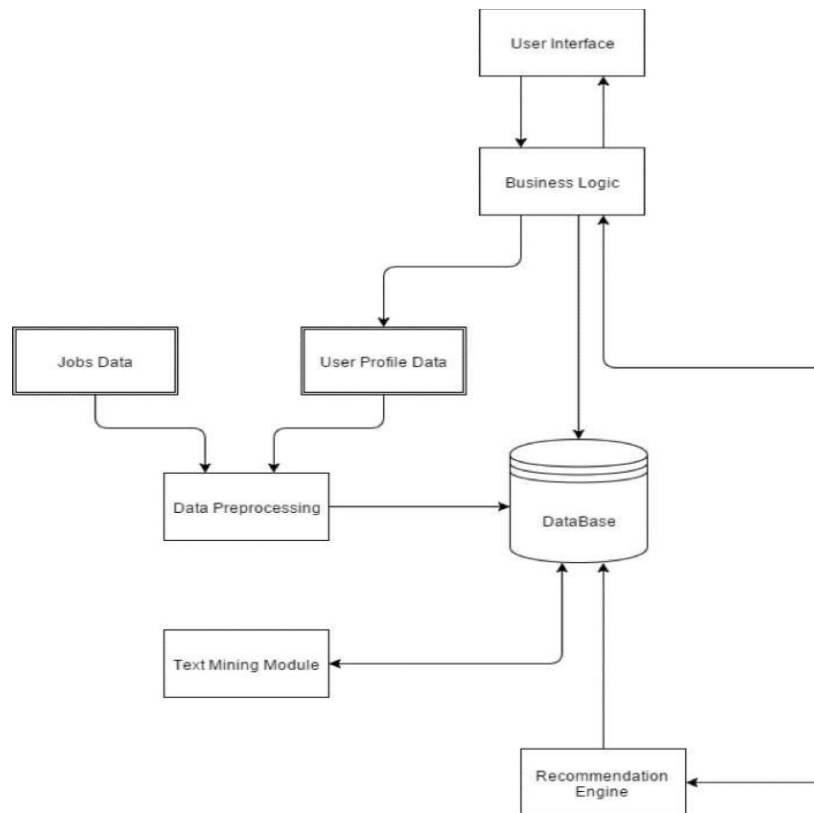 User Interface
Business Logic
Jobs Data
User Profile Data
Data Preprocessing
DataBase
Text Mining Module
Recommendation
Engine